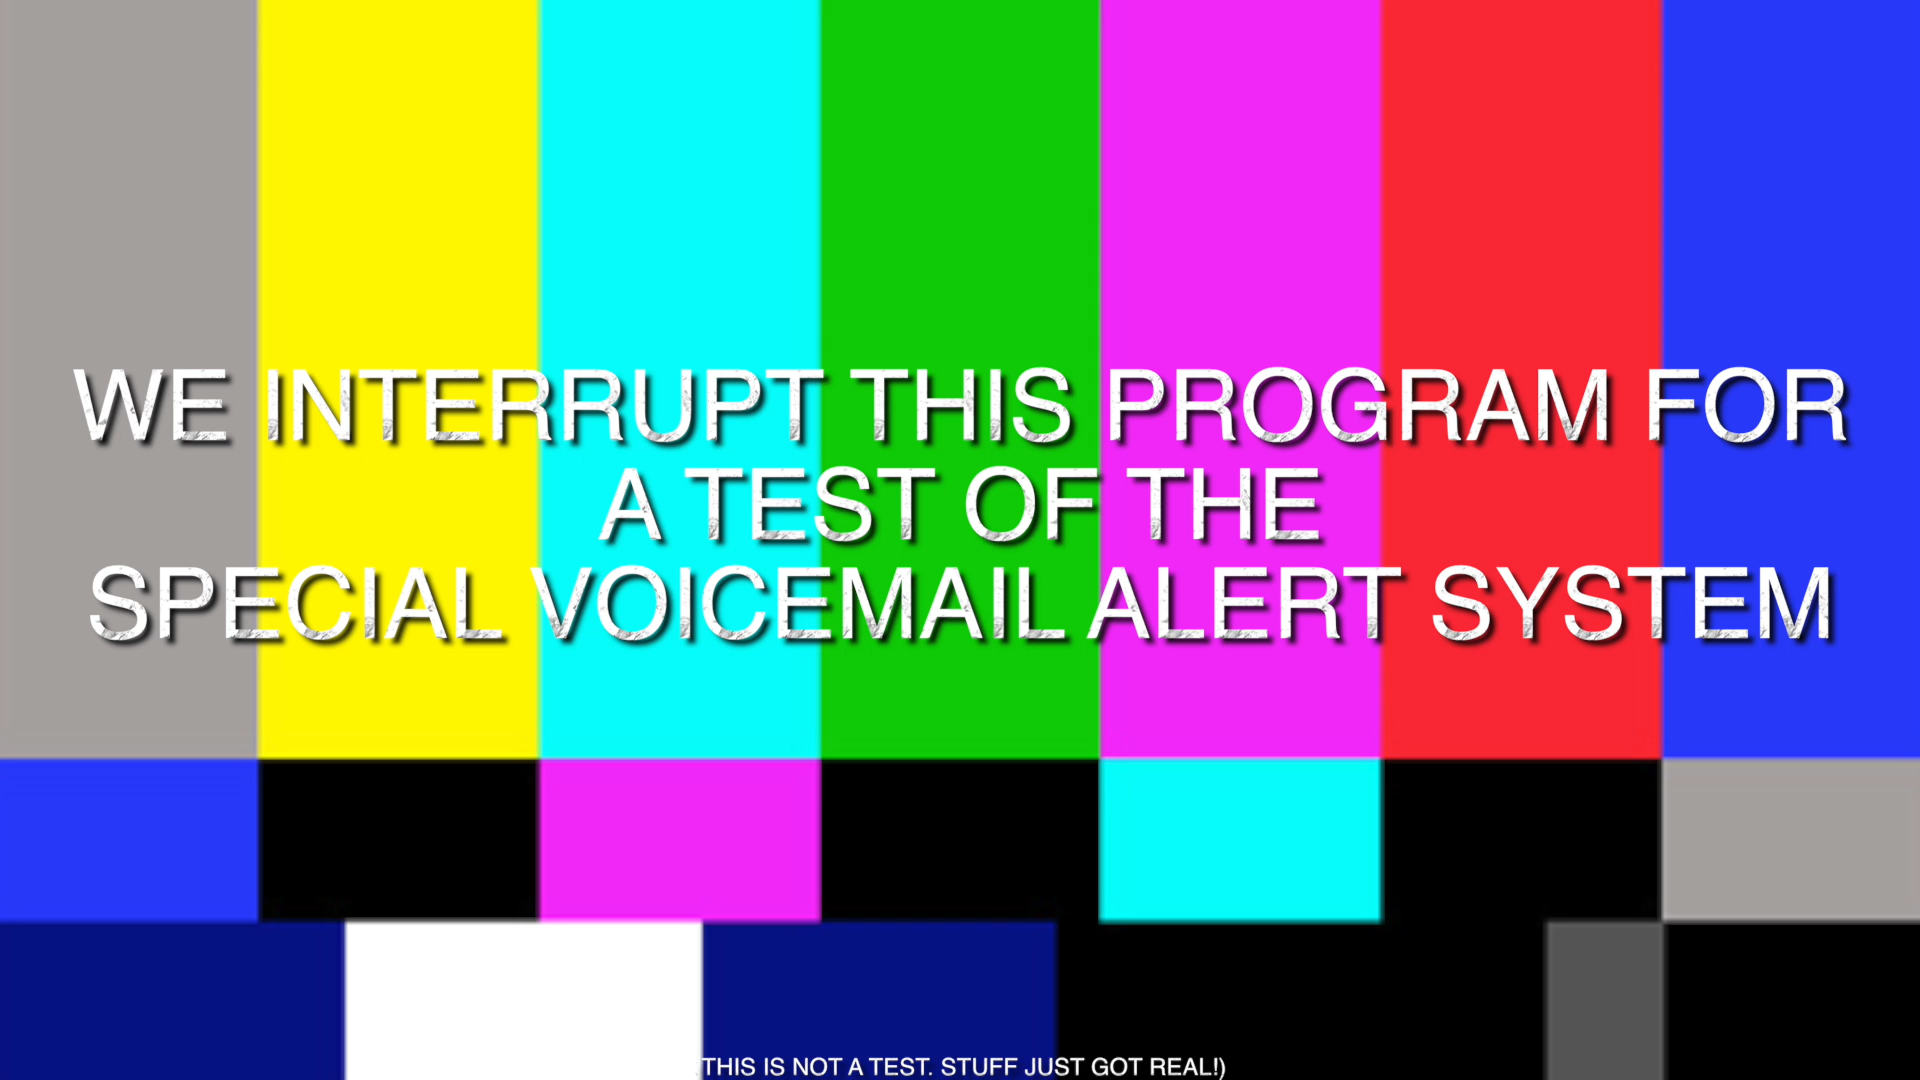 WE INTERRUPT THIS PROGRAM FOR
A TEST OF THE
SPECIAL VOICEMAIL ALERT SYSTEM
THIS IS NOT A TEST. STUFF JUST GOT REAL!)